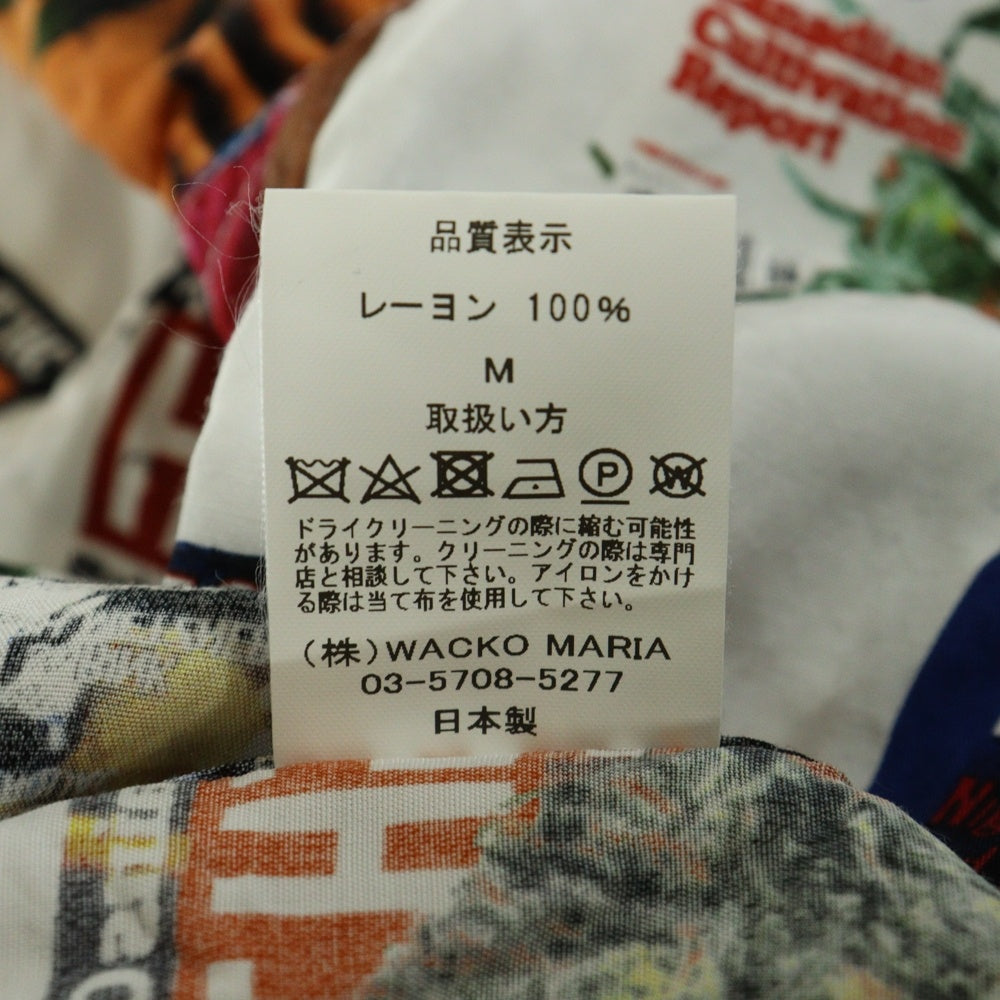 Canadian
Cultivation
Report
品質表示
レーヨン 100%
M
取扱い方
P
W
ドライクリーニングの際に縮む可能性
があります。クリーニングの際は専門
店と相談して下さい。アイロンをかけ
る際は当て布を使用して下さい。
(株)WACKO MARIA
03-5708-5277
日本製
H